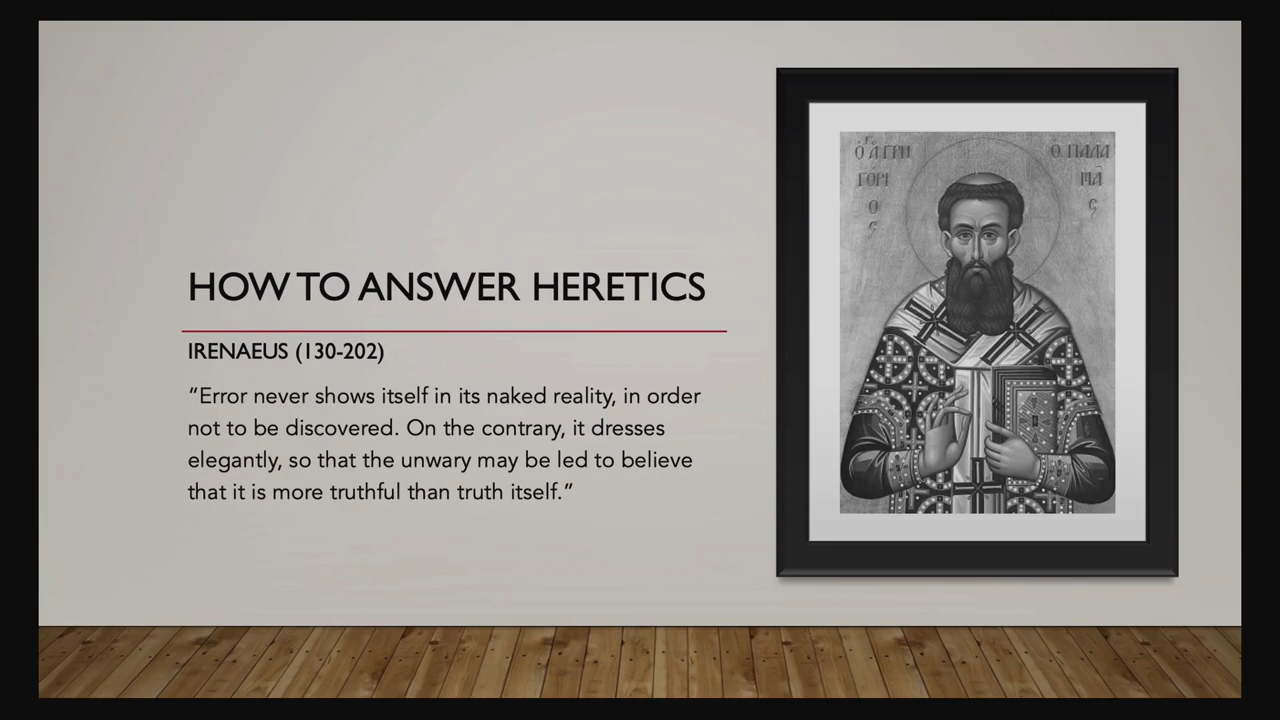 HOW TO ANSWER HERETICS
IRENAEUS (130-202)
“Error never shows itself in its naked reality, in order
not to be discovered. On the contrary, it dresses
elegantly, so that the unwary may be led to believe
that it is more truthful than truth itself.”
Ὁ Ἅ ΓΡΗ
ΓΌΡΙ
Ο
ς
Ὁ ΠΑΛΑ
ΜΑ͂
ς